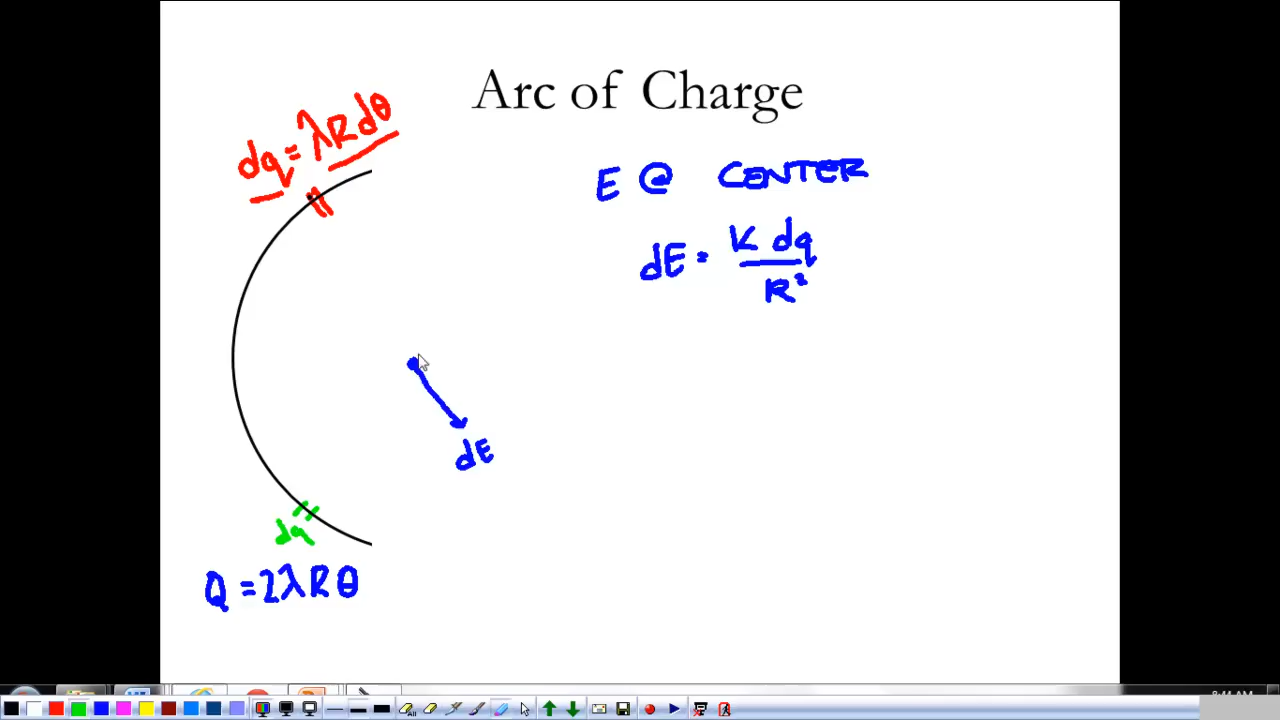 Arc of Charge
dq = λRdθ
E @ CENTER
dE = K dq / R²
dE
dq
Q = 2λRθ